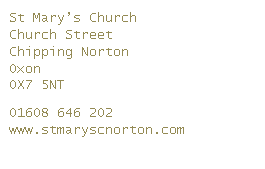 St Mary’s Church
Church Street
Chipping Norton
Oxon
OX7 5NT
01608 646 202
www.stmaryscnorton.com